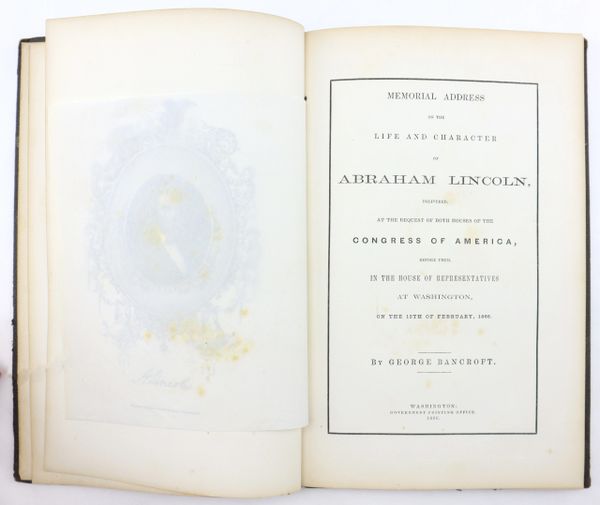 MEMORIAL ADDRESS
ON THE
LIFE AND CHARACTER
OF
ABRAHAM LINCOLN,
DELIVERED,
AT THE REQUEST OF BOTH HOUSES OF THE
CONGRESS OF AMERICA,
BEFORE THEM,
IN THE HOUSE OF REPRESENTATIVES
AT WASHINGTON,
ON THE 12TH OF FEBRUARY, 1866.
BY GEORGE BANCROFT.
WASHINGTON:
GOVERNMENT PRINTING OFFICE.
1866.